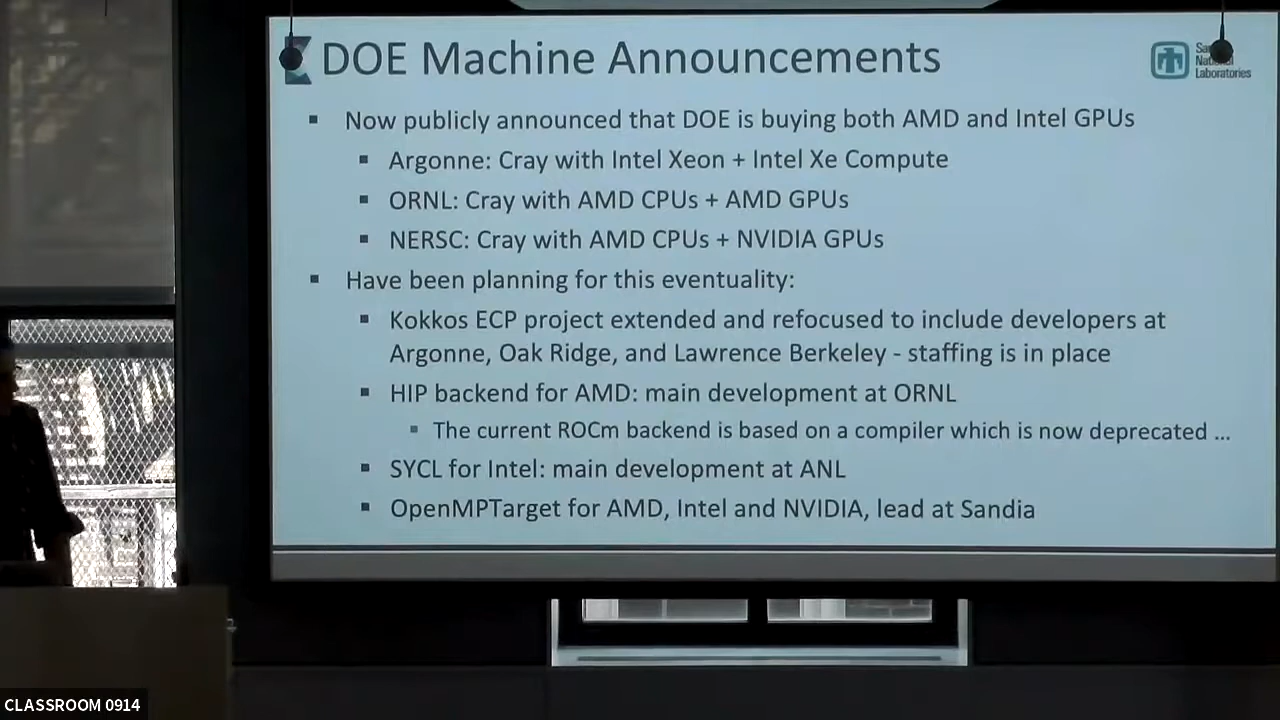 DOE Machine Announcements
Sandia
National
Laboratories
Now publicly announced that DOE is buying both AMD and Intel GPUs
Argonne: Cray with Intel Xeon + Intel Xe Compute
ORNL: Cray with AMD CPUs + AMD GPUs
NERSC: Cray with AMD CPUs + NVIDIA GPUs
Have been planning for this eventuality:
Kokkos ECP project extended and refocused to include developers at
Argonne, Oak Ridge, and Lawrence Berkeley - staffing is in place
HIP backend for AMD: main development at ORNL
The current ROCm backend is based on a compiler which is now deprecated ...
SYCL for Intel: main development at ANL
OpenMPTarget for AMD, Intel and NVIDIA, lead at Sandia
CLASSROOM 0914